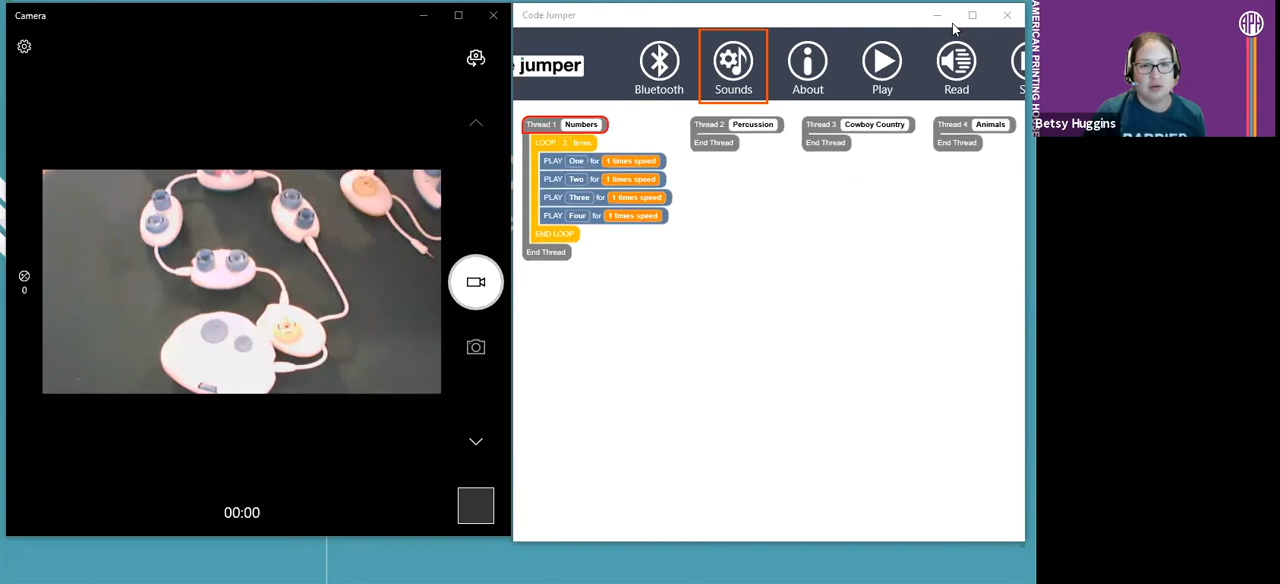 Camera
0
00:00
Code Jumper
e jumper
Bluetooth
Sounds
About
Play
Read
S
Thread 1 Numbers
LOOP 3 times
PLAY One for 1 times speed
PLAY Two for 1 times speed
PLAY Three for 1 times speed
PLAY Four for 1 times speed
END LOOP
End Thread
Thread 2 Percussion
End Thread
Thread 3 Cowboy Country
End Thread
Thread 4 Animals
End Thread
AMERICAN PRINTING HOUSE
APH
Betsy Huggins